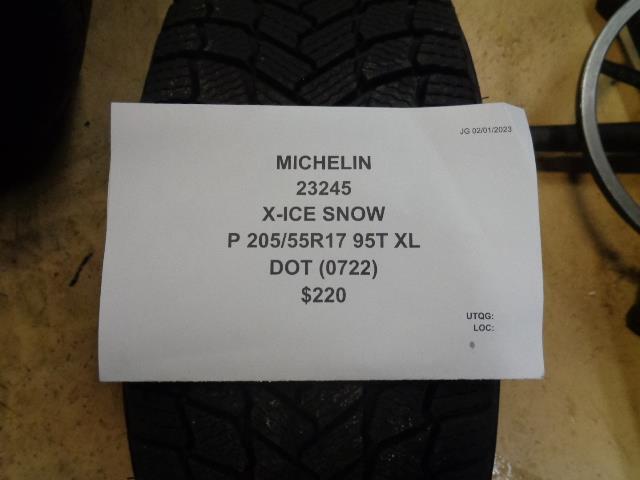 JG 02/01/2023
MICHELIN
23245
X-ICE SNOW
P 205/55R17 95T XL
DOT (0722)
$220
UTQG:
LOC: